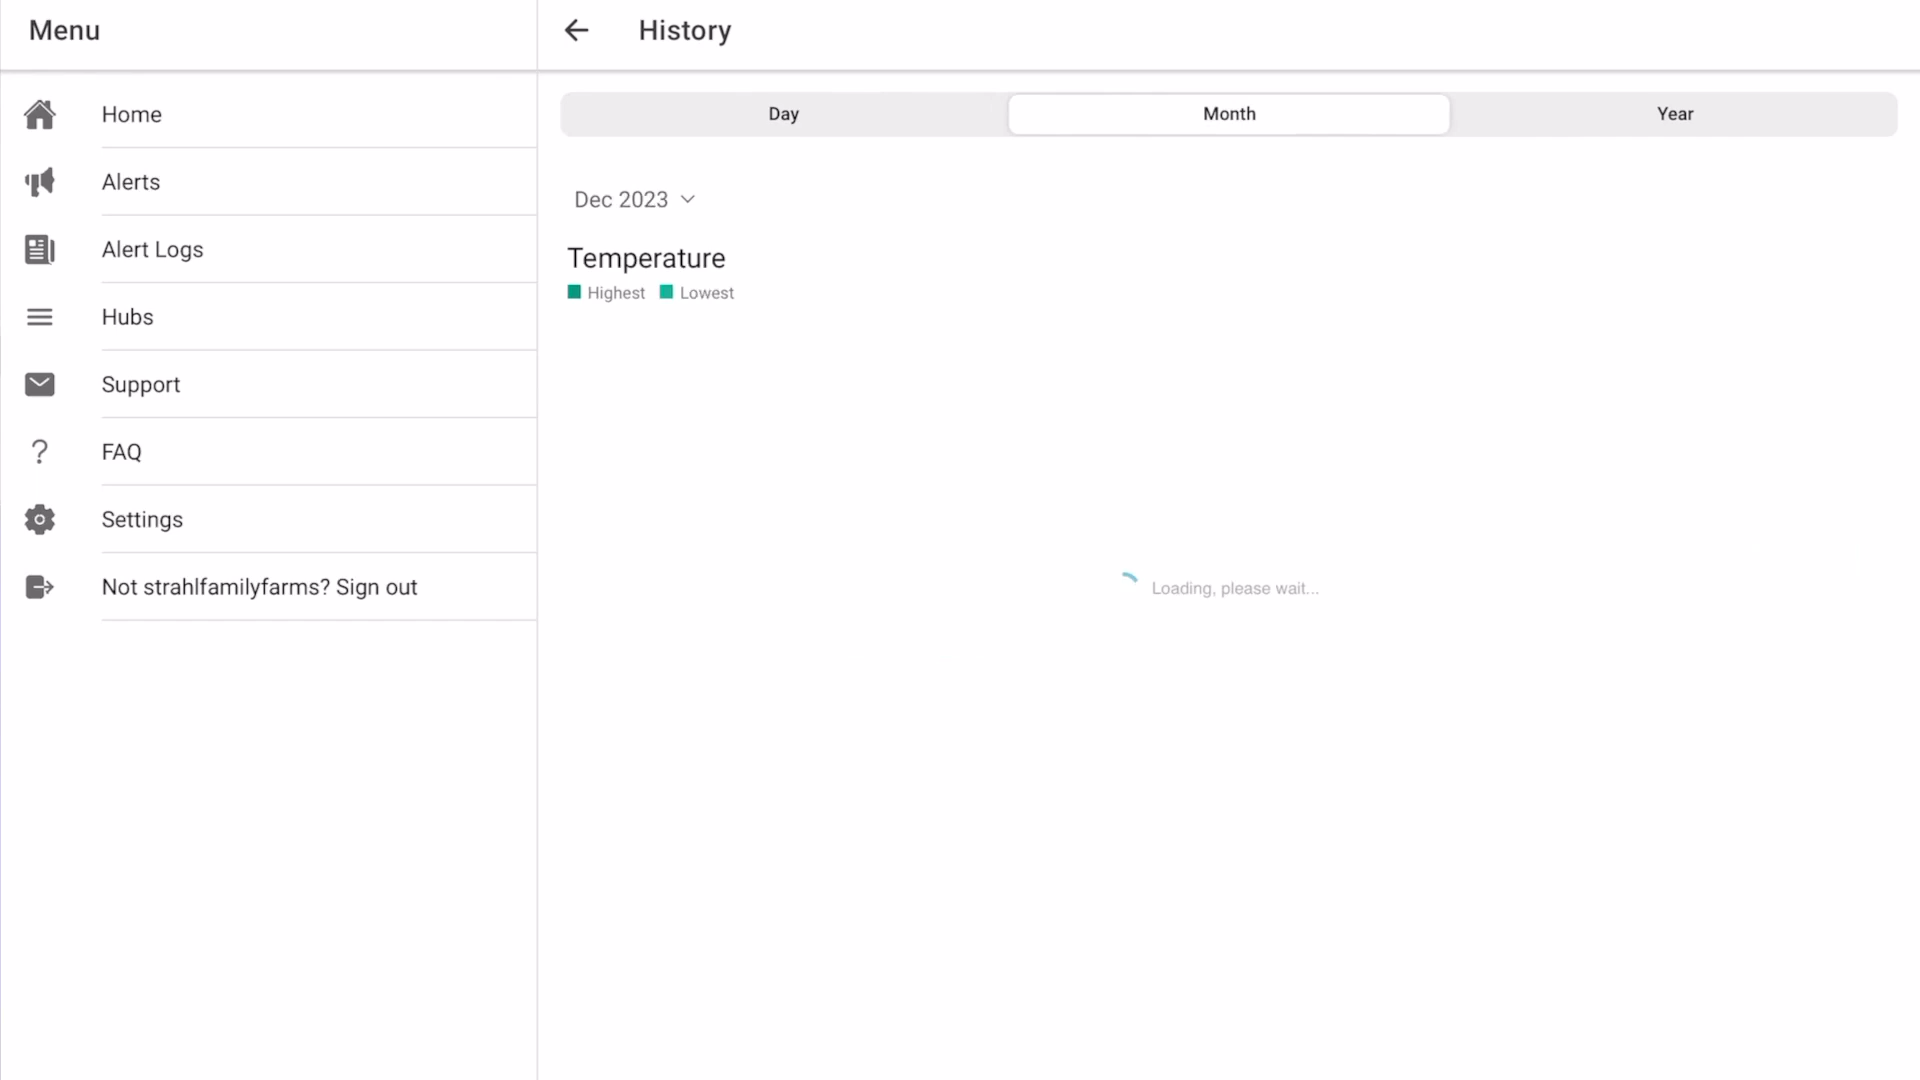 Menu
History
Home
Alerts
Alert Logs
Hubs
Support
FAQ
Settings
Not strahlfamilyfarms? Sign out
Day Month Year
Dec 2023
Temperature
Highest Lowest
Loading, please wait...